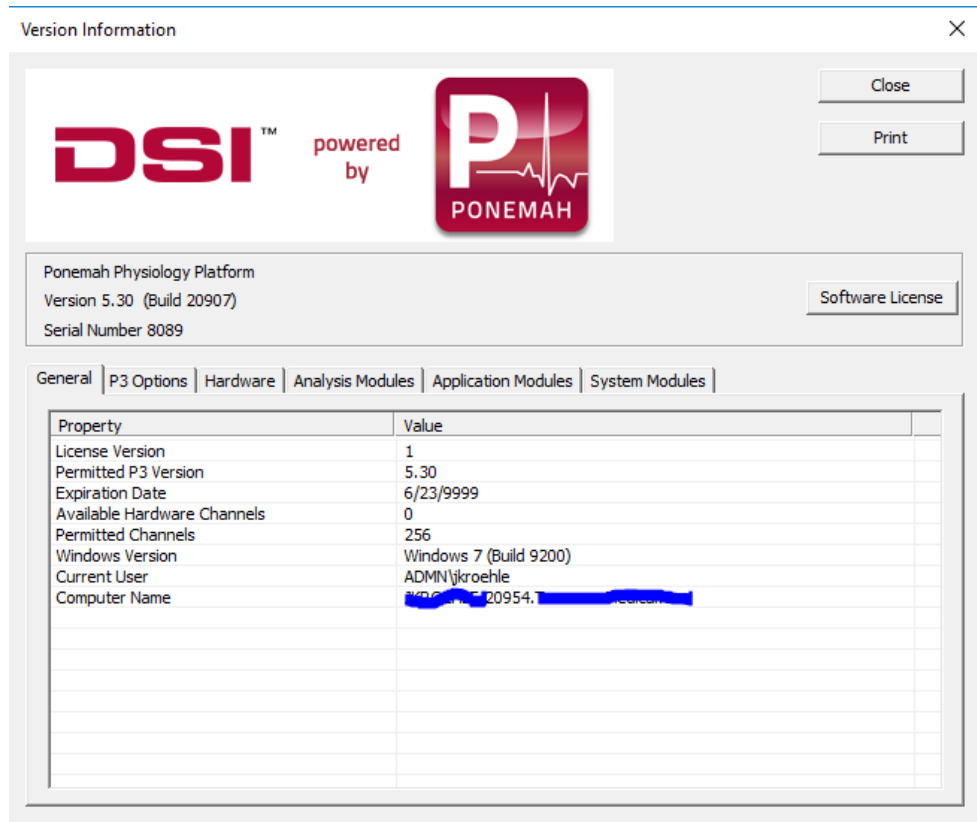 Version Information
DSI™ powered by P PONEMAH
Close
Print
Ponemah Physiology Platform
Version 5.30 (Build 20907)
Serial Number 8089
Software License
General P3 Options Hardware Analysis Modules Application Modules System Modules
Property Value
License Version 1
Permitted P3 Version 5.30
Expiration Date 6/23/9999
Available Hardware Channels 0
Permitted Channels 256
Windows Version Windows 7 (Build 9200)
Current User ADMN\jkroehle
Computer Name 20954.